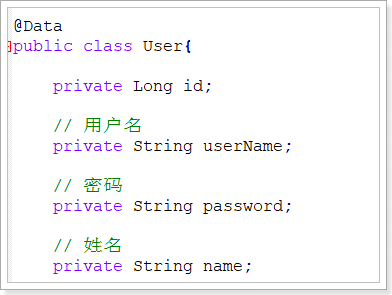 @Data
public class User{
private Long id;
// 用户名
private String userName;
// 密码
private String password;
// 姓名
private String name;